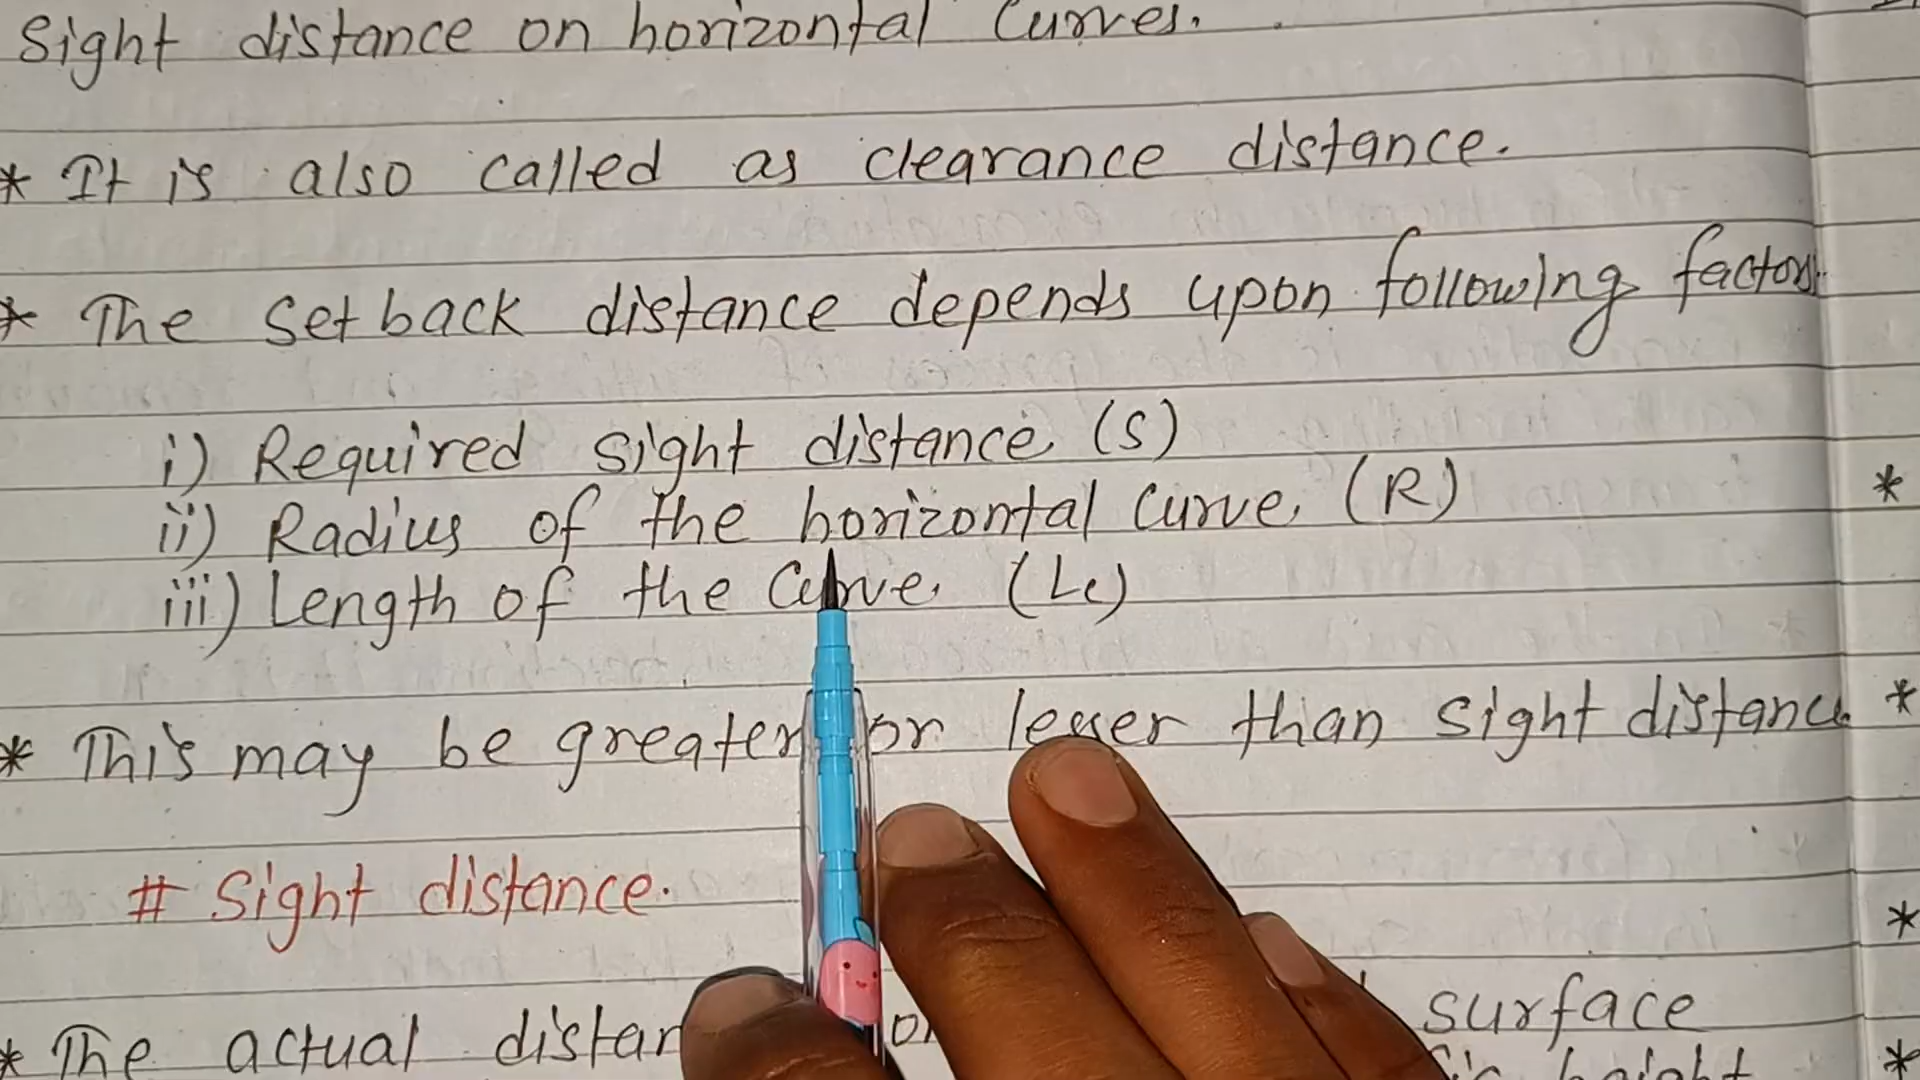 Sight distance on horizontal Curves.
* It is also called as clearance distance.
* The Set back distance depends upon following factors.
i) Required Sight distance (S)
ii) Radius of the horizontal Curve. (R)
iii) Length of the Curve. (Lc)
* This may be greater or lesser than Sight distance
# Sight distance.
* The actual surface
height
*
*
*
*